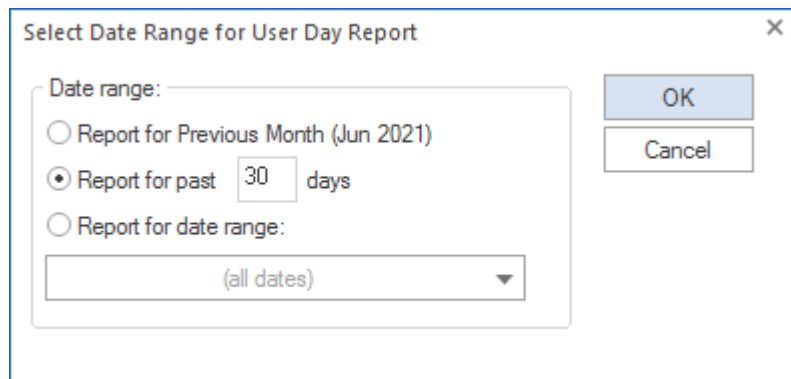 Select Date Range for User Day Report
Date range:
Report for Previous Month (Jun 2021)
Report for past 30 days
Report for date range:
(all dates)
OK
Cancel